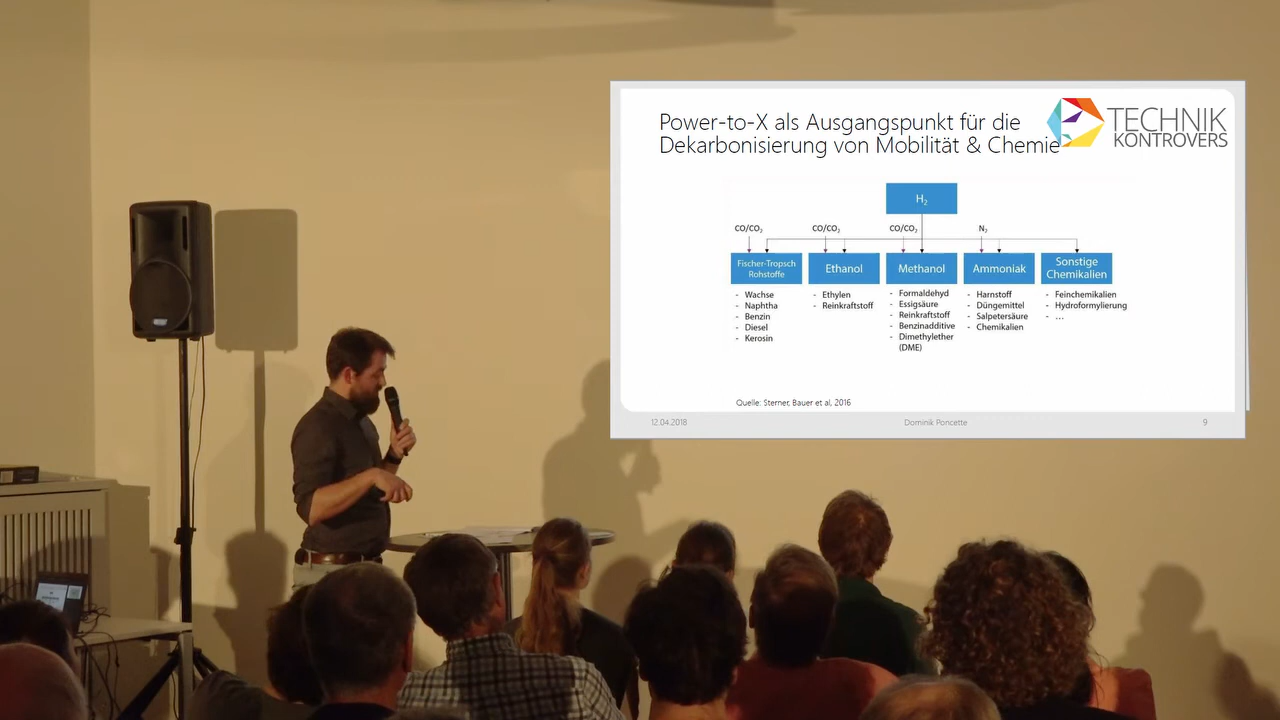 Power-to-X als Ausgangspunkt für die
Dekarbonisierung von Mobilität & Chemie
TECHNIK
KONTROVERS
H₂
CO/CO₂
CO/CO₂
CO/CO₂
N₂
Fischer-Tropsch
Rohstoffe
- Wachse
- Naphtha
- Benzin
- Diesel
- Kerosin
Ethanol
- Ethylen
- Reinkraftstoff
Methanol
- Formaldehyd
- Essigsäure
- Reinkraftstoff
- Benzinadditive
- Dimethylether
(DME)
Ammoniak
- Harnstoff
- Düngemittel
- Salpetersäure
- Chemikalien
Sonstige
Chemikalien
- Feinchemikalien
- Hydroformylierung
- ...
Quelle: Sterner, Bauer et al, 2016
12.04.2018
Dominik Poncette
9